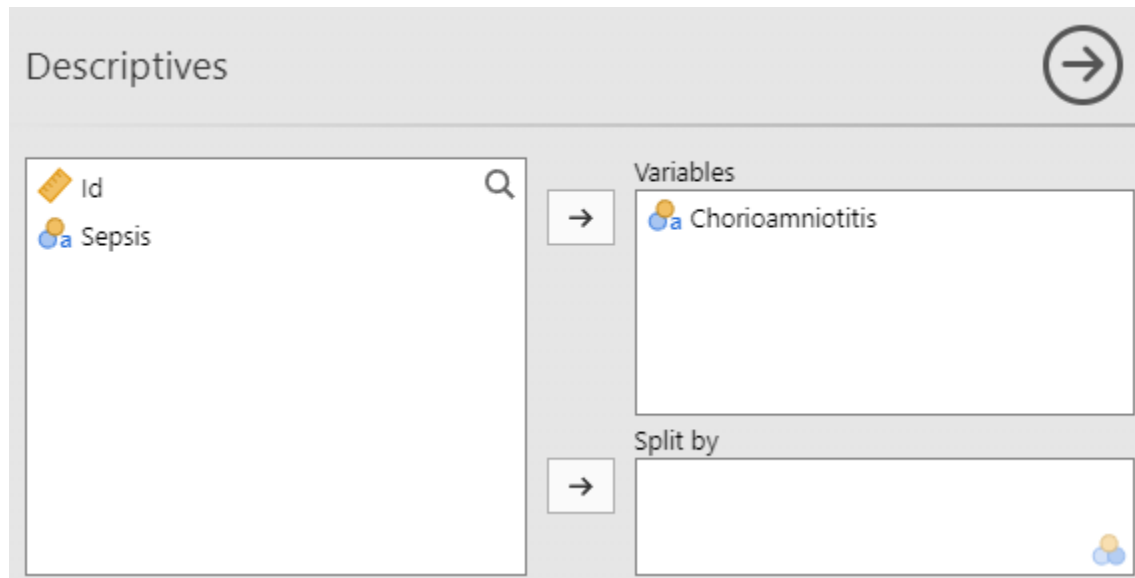 Descriptives
Id
a Sepsis
Variables
a Chorioamniotitis
Split by